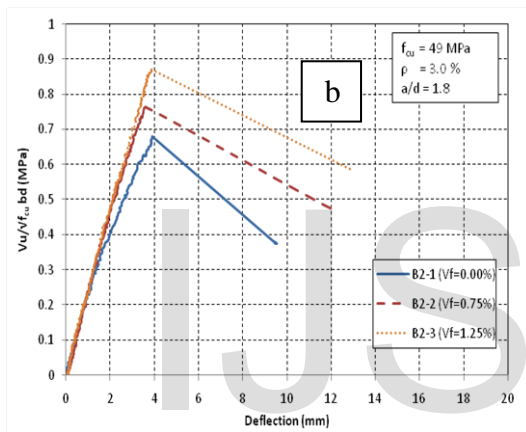 1
0.9
0.8
0.7
0.6
0.5
0.4
0.3
0.2
0.1
0
Vu/√fcu bd (MPa)
b
fcu = 49 MPa
ρ = 3.0 %
a/d = 1.8
B2-1 (Vf=0.00%)
B2-2 (Vf=0.75%)
B2-3 (Vf=1.25%)
0 2 4 6 8 10 12 14 16 18 20
Deflection (mm)
IJS